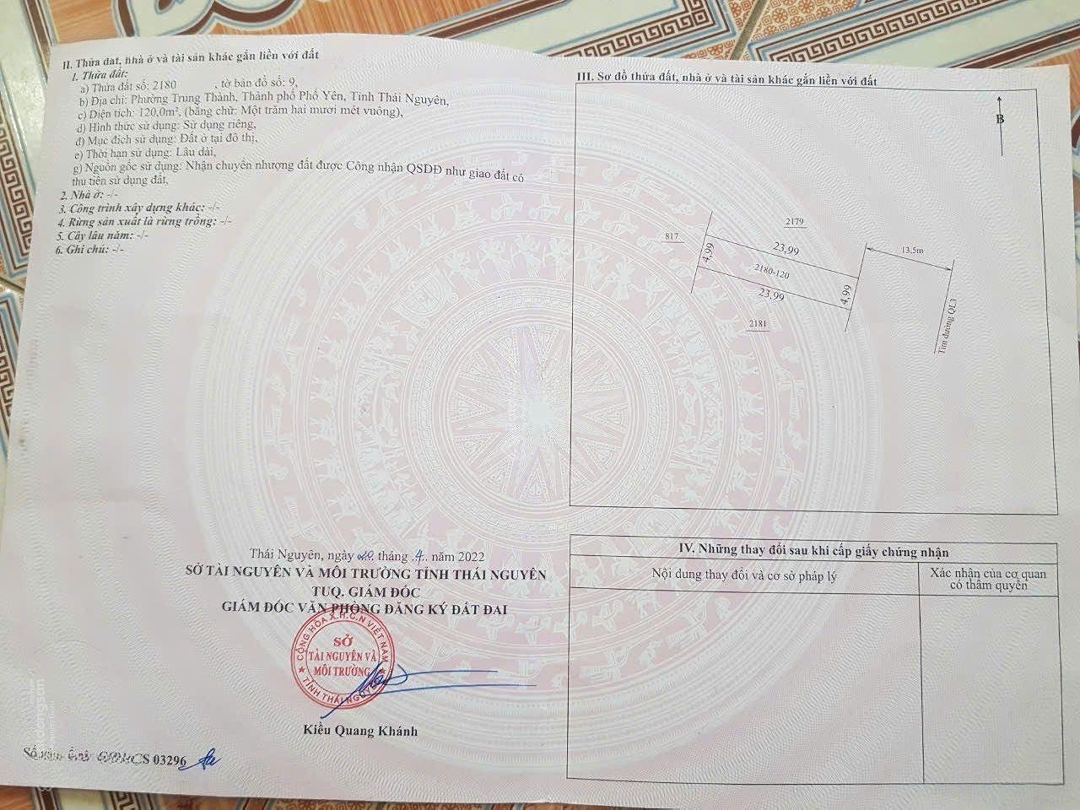 II. Thửa đất, nhà ở và tài sản khác gắn liền với đất
1. Thửa đất:
a) Thửa đất số: 2180 , tờ bản đồ số: 9,
b) Địa chỉ: Phường Trung Thành, Thành phố Phổ Yên, Tỉnh Thái Nguyên,
c) Diện tích: 120,0m², (bằng chữ: Một trăm hai mươi mét vuông),
d) Hình thức sử dụng: Sử dụng riêng,
đ) Mục đích sử dụng: Đất ở tại đô thị,
e) Thời hạn sử dụng: Lâu dài,
g) Nguồn gốc sử dụng: Nhận chuyển nhượng đất được Công nhận QSDĐ như giao đất có
thu tiền sử dụng đất,
2. Nhà ở: -/-
3. Công trình xây dựng khác: -/-
4. Rừng sản xuất là rừng trồng: -/-
5. Cây lâu năm: -/-
6. Ghi chú: -/-
Thái Nguyên, ngày tháng 4 năm 2022
SỞ TÀI NGUYÊN VÀ MÔI TRƯỜNG TỈNH THÁI NGUYÊN
TUQ. GIÁM ĐỐC
GIÁM ĐỐC VĂN PHÒNG ĐĂNG KÝ ĐẤT ĐAI
CỘNG HÒA X.H.C.N VIỆT NAM
SỞ
TÀI NGUYÊN VÀ
MÔI TRƯỜNG
TỈNH THÁI NGUYÊN
Kiều Quang Khánh
CS 03296
III. Sơ đồ thửa đất, nhà ở và tài sản khác gắn liền với đất
B
2179
817
23,99
4,99
13,5m
2180-120
23,99
4,99
2181
Tim đường QL3
IV. Những thay đổi sau khi cấp giấy chứng nhận
Nội dung thay đổi và cơ sở pháp lý
Xác nhận của cơ quan
có thẩm quyền